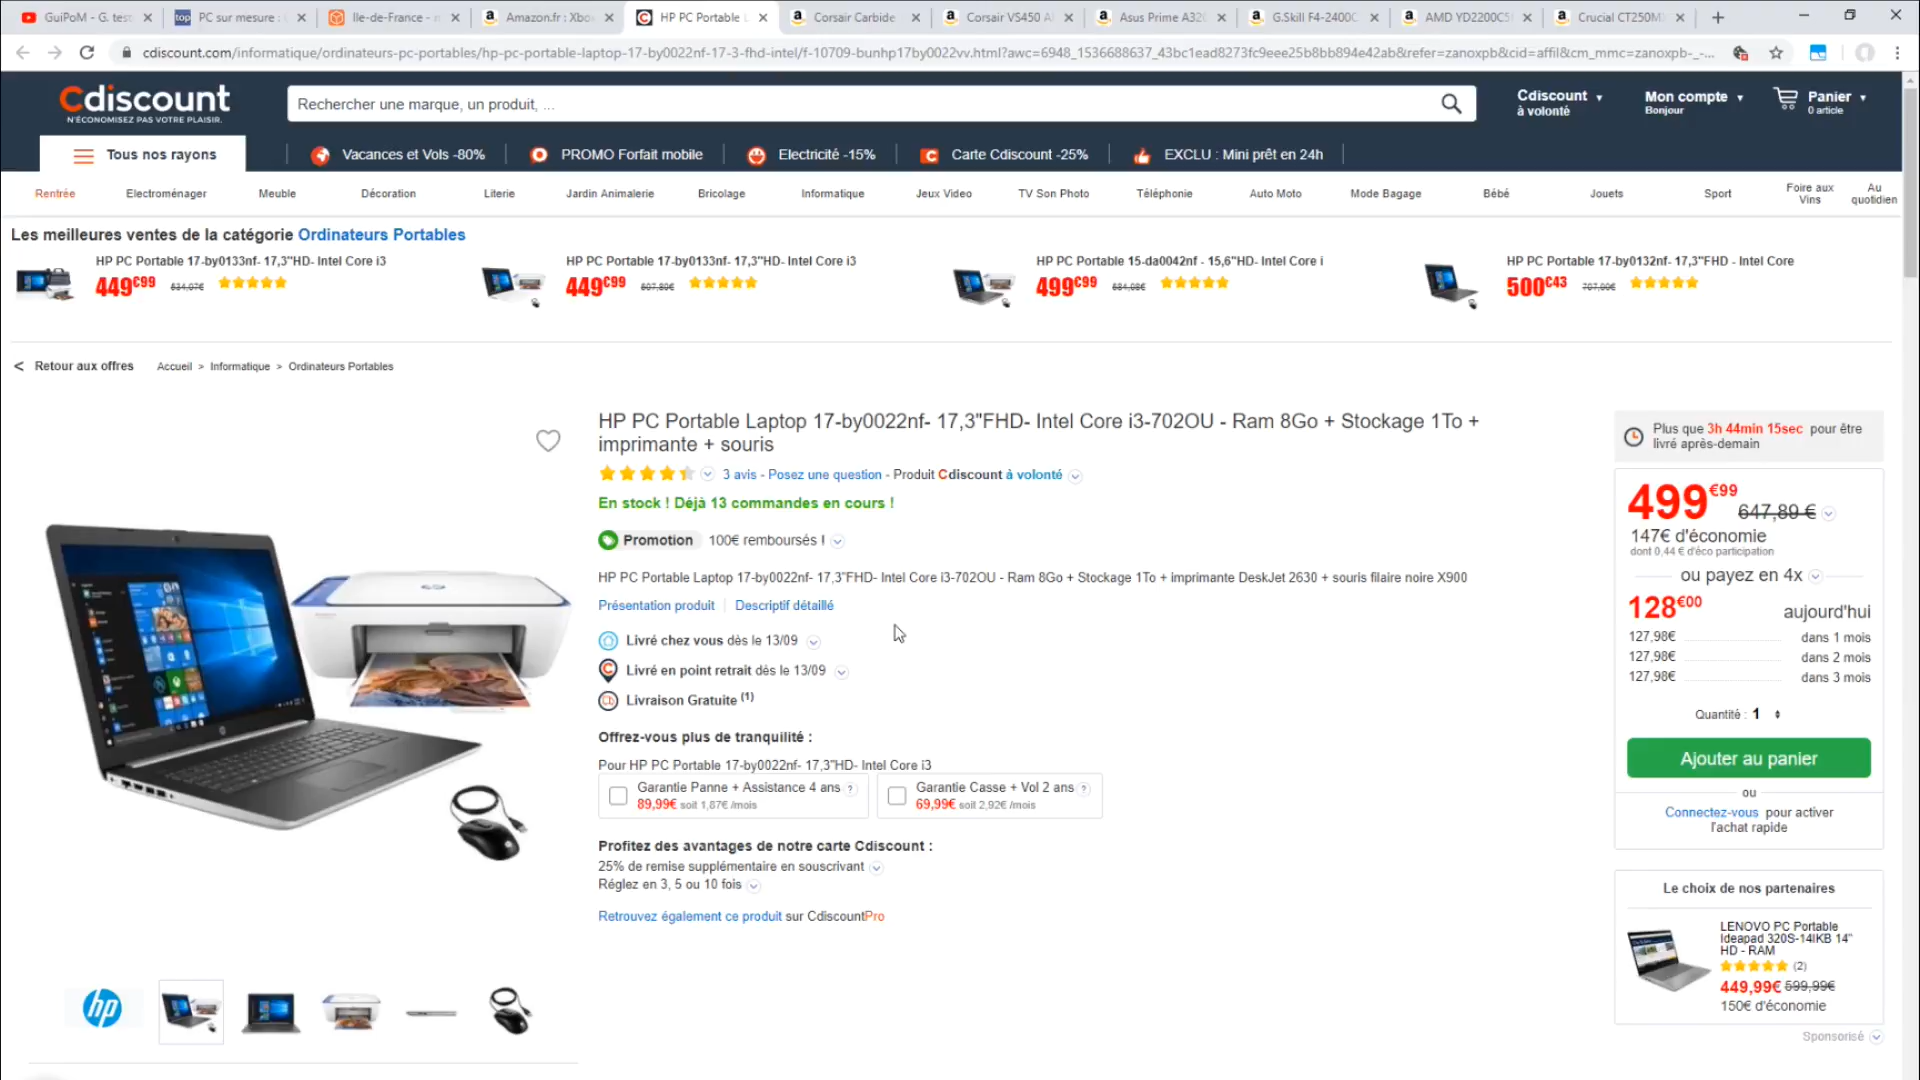 GuiPoM - G. test
top PC sur mesure :
Ile-de-France - n
Amazon.fr : Xbo
HP PC Portable L
Corsair Carbide
Corsair VS450 A
Asus Prime A320
G.Skill F4-2400C
AMD YD2200C5
Crucial CT250M
cdiscount.com/informatique/ordinateurs-pc-portables/hp-pc-portable-laptop-17-by0022nf-17-3-fhd-intel/f-10709-bunhp17by0022vv.html?awc=6948_1536688637_43bc1ead8273fc9eee25b8bb894e42ab&refer=zanoxpb&cid=affil&cm_mmc=zanoxpb-_-...
Cdiscount
N'ÉCONOMISEZ PAS VOTRE PLAISIR.
Rechercher une marque, un produit, ...
Cdiscount
à volonté
Mon compte
Bonjour
Panier
0 article
Tous nos rayons
Vacances et Vols -80%
PROMO Forfait mobile
Electricité -15%
Carte Cdiscount -25%
EXCLU : Mini prêt en 24h
Rentrée Electroménager Meuble Décoration Literie Jardin Animalerie Bricolage Informatique Jeux Video TV Son Photo Téléphonie Auto Moto Mode Bagage Bébé Jouets Sport Foire aux Vins Au quotidien
Les meilleures ventes de la catégorie Ordinateurs Portables
HP PC Portable 17-by0133nf- 17,3"HD- Intel Core i3
449€99 534,07€
HP PC Portable 17-by0133nf- 17,3"HD- Intel Core i3
449€99 607,80€
HP PC Portable 15-da0042nf - 15,6"HD- Intel Core i
499€99 684,08€
HP PC Portable 17-by0132nf- 17,3"FHD - Intel Core
500€43 707,00€
< Retour aux offres Accueil > Informatique > Ordinateurs Portables
HP PC Portable Laptop 17-by0022nf- 17,3"FHD- Intel Core i3-702OU - Ram 8Go + Stockage 1To +
imprimante + souris
3 avis - Posez une question - Produit Cdiscount à volonté
En stock ! Déjà 13 commandes en cours !
Promotion 100€ remboursés !
HP PC Portable Laptop 17-by0022nf- 17,3"FHD- Intel Core i3-702OU - Ram 8Go + Stockage 1To + imprimante DeskJet 2630 + souris filaire noire X900
Présentation produit Descriptif détaillé
Livré chez vous dès le 13/09
Livré en point retrait dès le 13/09
Livraison Gratuite (1)
Offrez-vous plus de tranquilité :
Pour HP PC Portable 17-by0022nf- 17,3"HD- Intel Core i3
Garantie Panne + Assistance 4 ans ?
89,99€ soit 1,87€ /mois
Garantie Casse + Vol 2 ans ?
69,99€ soit 2,92€ /mois
Profitez des avantages de notre carte Cdiscount :
25% de remise supplémentaire en souscrivant
Réglez en 3, 5 ou 10 fois
Retrouvez également ce produit sur CdiscountPro
hp
Plus que 3h 44min 15sec pour être
livré après-demain
499€99 647,89 €
147€ d'économie
dont 0,44 € d'éco participation
ou payez en 4x
128€00 aujourd'hui
127,98€ dans 1 mois
127,98€ dans 2 mois
127,98€ dans 3 mois
Quantité : 1
Ajouter au panier
ou
Connectez-vous pour activer
l'achat rapide
Le choix de nos partenaires
LENOVO PC Portable
Ideapad 320S-14IKB 14"
HD - RAM
(2)
449,99€ 599,99€
150€ d'économie
Sponsorisé